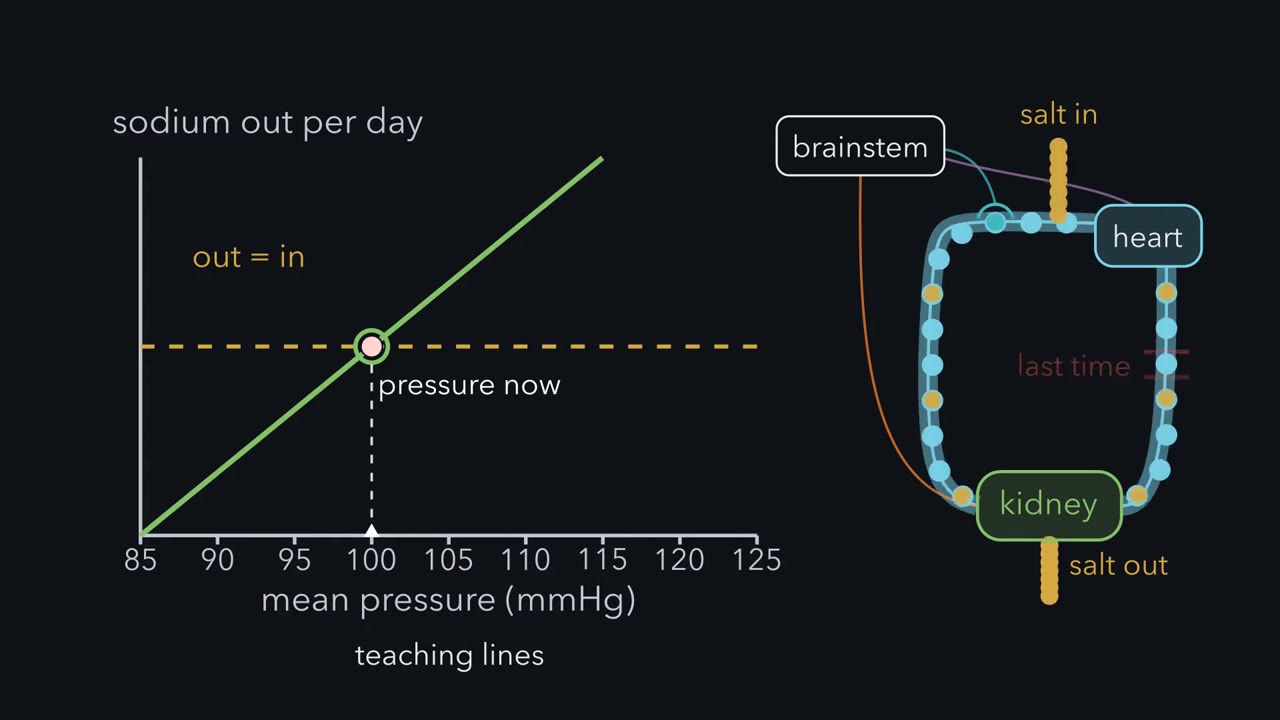 sodium out per day
out = in
pressure now
85 90 95 100 105 110 115 120 125
mean pressure (mmHg)
teaching lines
salt in
brainstem
heart
last time
kidney
salt out